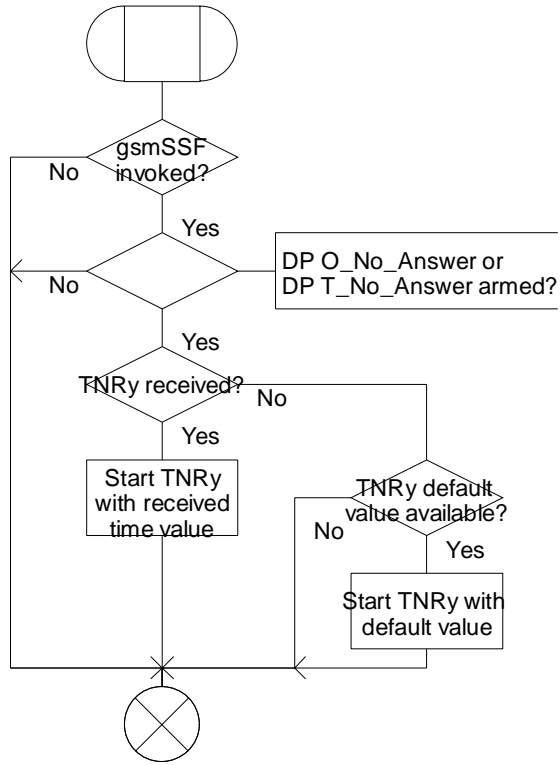 gsmSSF
invoked?
No
Yes
DP O_No_Answer or
DP T_No_Answer armed?
No
Yes
TNRy received?
No
Yes
Start TNRy
with received
time value
TNRy default
value available?
No
Yes
Start TNRy with
default value